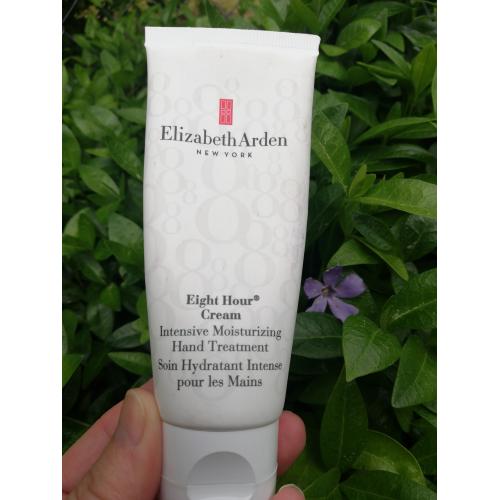 Elizabeth Arden
NEW YORK
Eight Hour®
Cream
Intensive Moisturizing
Hand Treatment
Soin Hydratant Intense
pour les Mains